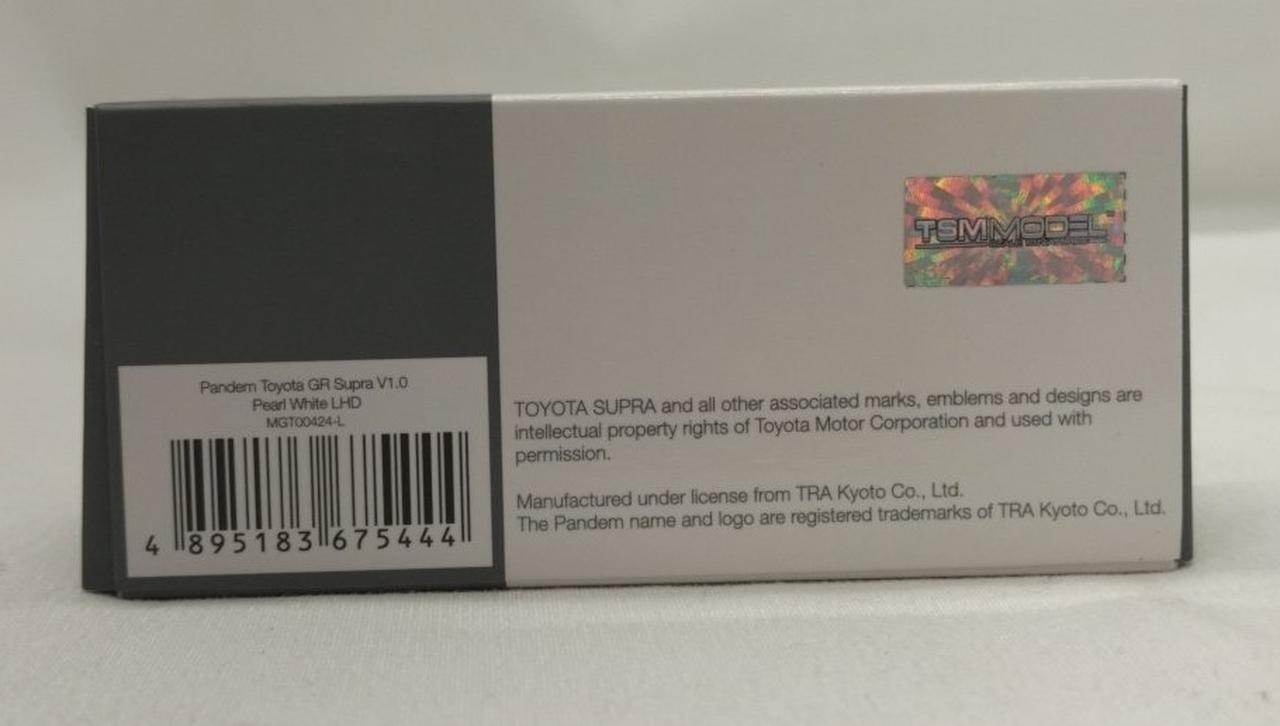 TSMMODEL
Pandem Toyota GR Supra V1.0
Pearl White LHD
MGT00424-L
4 895183 675444
TOYOTA SUPRA and all other associated marks, emblems and designs are
intellectual property rights of Toyota Motor Corporation and used with
permission.
Manufactured under license from TRA Kyoto Co., Ltd.
The Pandem name and logo are registered trademarks of TRA Kyoto Co., Ltd.